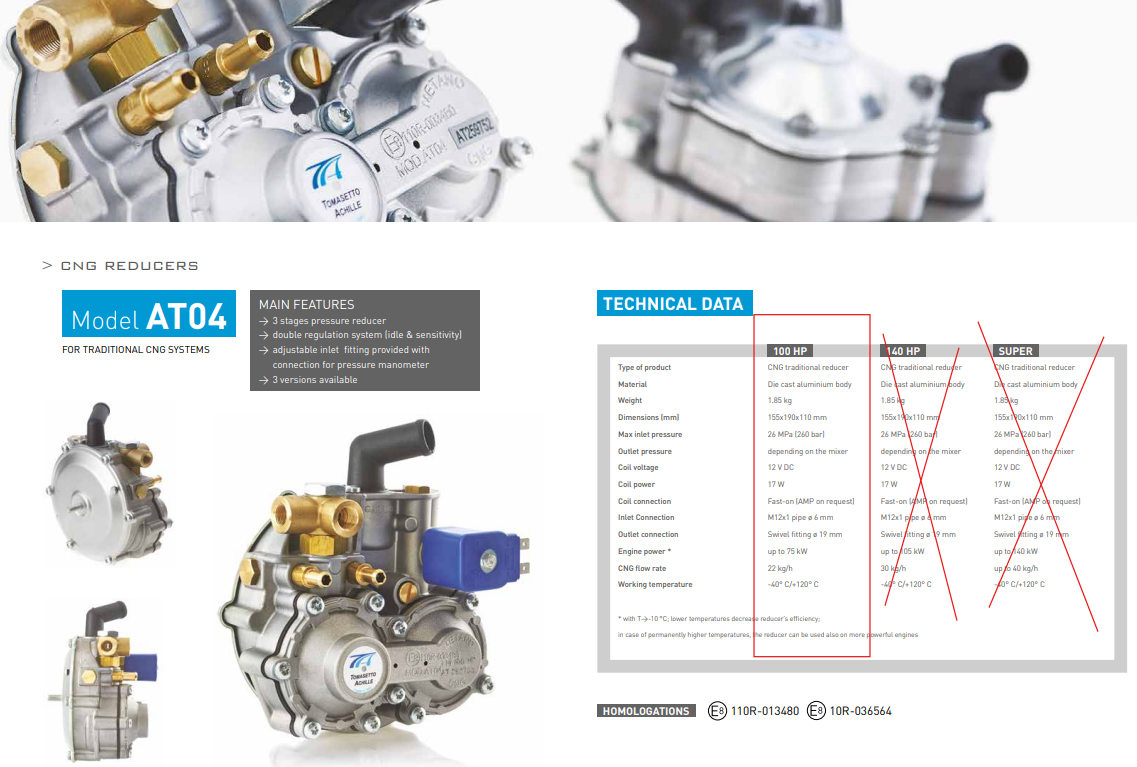 METANO
E8 110R-003480
MOD. AT04
AT259752
CNG
TOMASETTO
ACHILLE
> CNG REDUCERS
Model AT04
FOR TRADITIONAL CNG SYSTEMS
MAIN FEATURES
→ 3 stages pressure reducer
→ double regulation system (idle & sensitivity)
→ adjustable inlet fitting provided with
connection for pressure manometer
→ 3 versions available
TOMASETTO
ACHILLE
TECHNICAL DATA
100 HP 140 HP SUPER
Type of product CNG traditional reducer CNG traditional reducer CNG traditional reducer
Material Die cast aluminium body Die cast aluminium body Die cast aluminium body
Weight 1.85 kg 1.85 kg 1.85 kg
Dimensions (mm) 155x190x110 mm 155x190x110 mm 155x190x110 mm
Max inlet pressure 26 MPa (260 bar) 26 MPa (260 bar) 26 MPa (260 bar)
Outlet pressure depending on the mixer depending on the mixer depending on the mixer
Coil voltage 12 V DC 12 V DC 12 V DC
Coil power 17 W 17 W 17 W
Coil connection Fast-on (AMP on request) Fast-on (AMP on request) Fast-on (AMP on request)
Inlet Connection M12x1 pipe ø 6 mm M12x1 pipe ø 6 mm M12x1 pipe ø 6 mm
Outlet connection Swivel fitting ø 19 mm Swivel fitting ø 19 mm Swivel fitting ø 19 mm
Engine power * up to 75 kW up to 105 kW up to 140 kW
CNG flow rate 22 kg/h 30 kg/h up to 40 kg/h
Working temperature -40° C/+120° C -40° C/+120° C -40° C/+120° C
* with T>-10 °C; lower temperatures decrease reducer's efficiency;
in case of permanently higher temperatures, the reducer can be used also on more powerful engines
HOMOLOGATIONS E8 110R-013480 E8 10R-036564